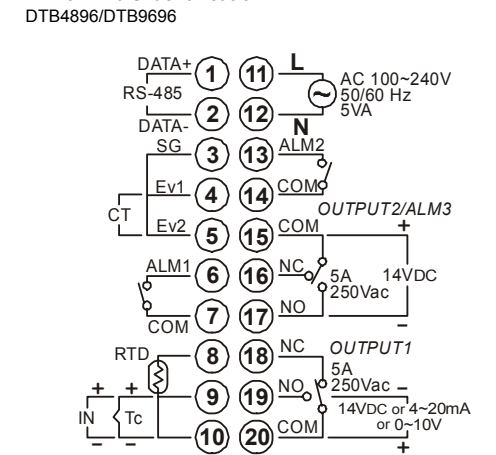 DTB4896/DTB9696
DATA+ 1 11 L
RS-485 AC 100~240V
50/60 Hz
5VA
2 12
DATA- N
SG 3 13 ALM2
Ev1 4 14 COM
CT
OUTPUT2/ALM3
Ev2 5 15 COM +
ALM1 6 16 NC 5A 14VDC
250Vac
7 17 NO
COM −
RTD 8 18 NC OUTPUT1
5A
+ + 9 19 NO 250Vac −
IN Tc 14VDC or 4~20mA
or 0~10V
− − 10 20 COM +